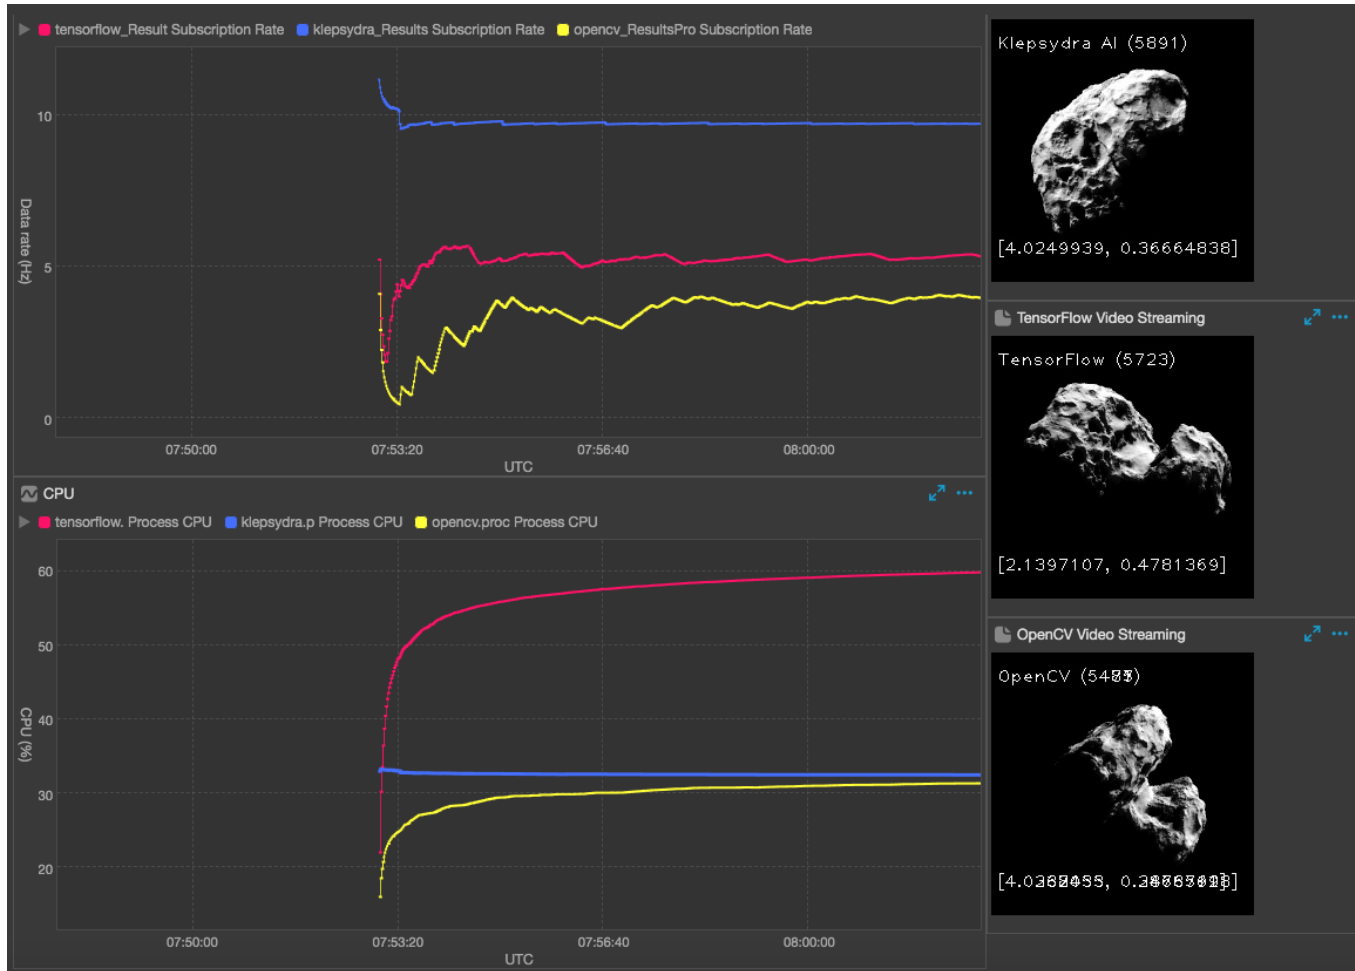 tensorflow_Result Subscription Rate klepsydra_Results Subscription Rate opencv_ResultsPro Subscription Rate
Data rate (Hz)
10
5
0
07:50:00 07:53:20 07:56:40 08:00:00
UTC
CPU
tensorflow. Process CPU klepsydra.p Process CPU opencv.proc Process CPU
CPU (%)
60
50
40
30
20
07:50:00 07:53:20 07:56:40 08:00:00
UTC
Klepsydra AI (5891)
[4.0249939, 0.36664838]
TensorFlow Video Streaming
TensorFlow (5723)
[2.1397107, 0.4781369]
OpenCV Video Streaming
OpenCV